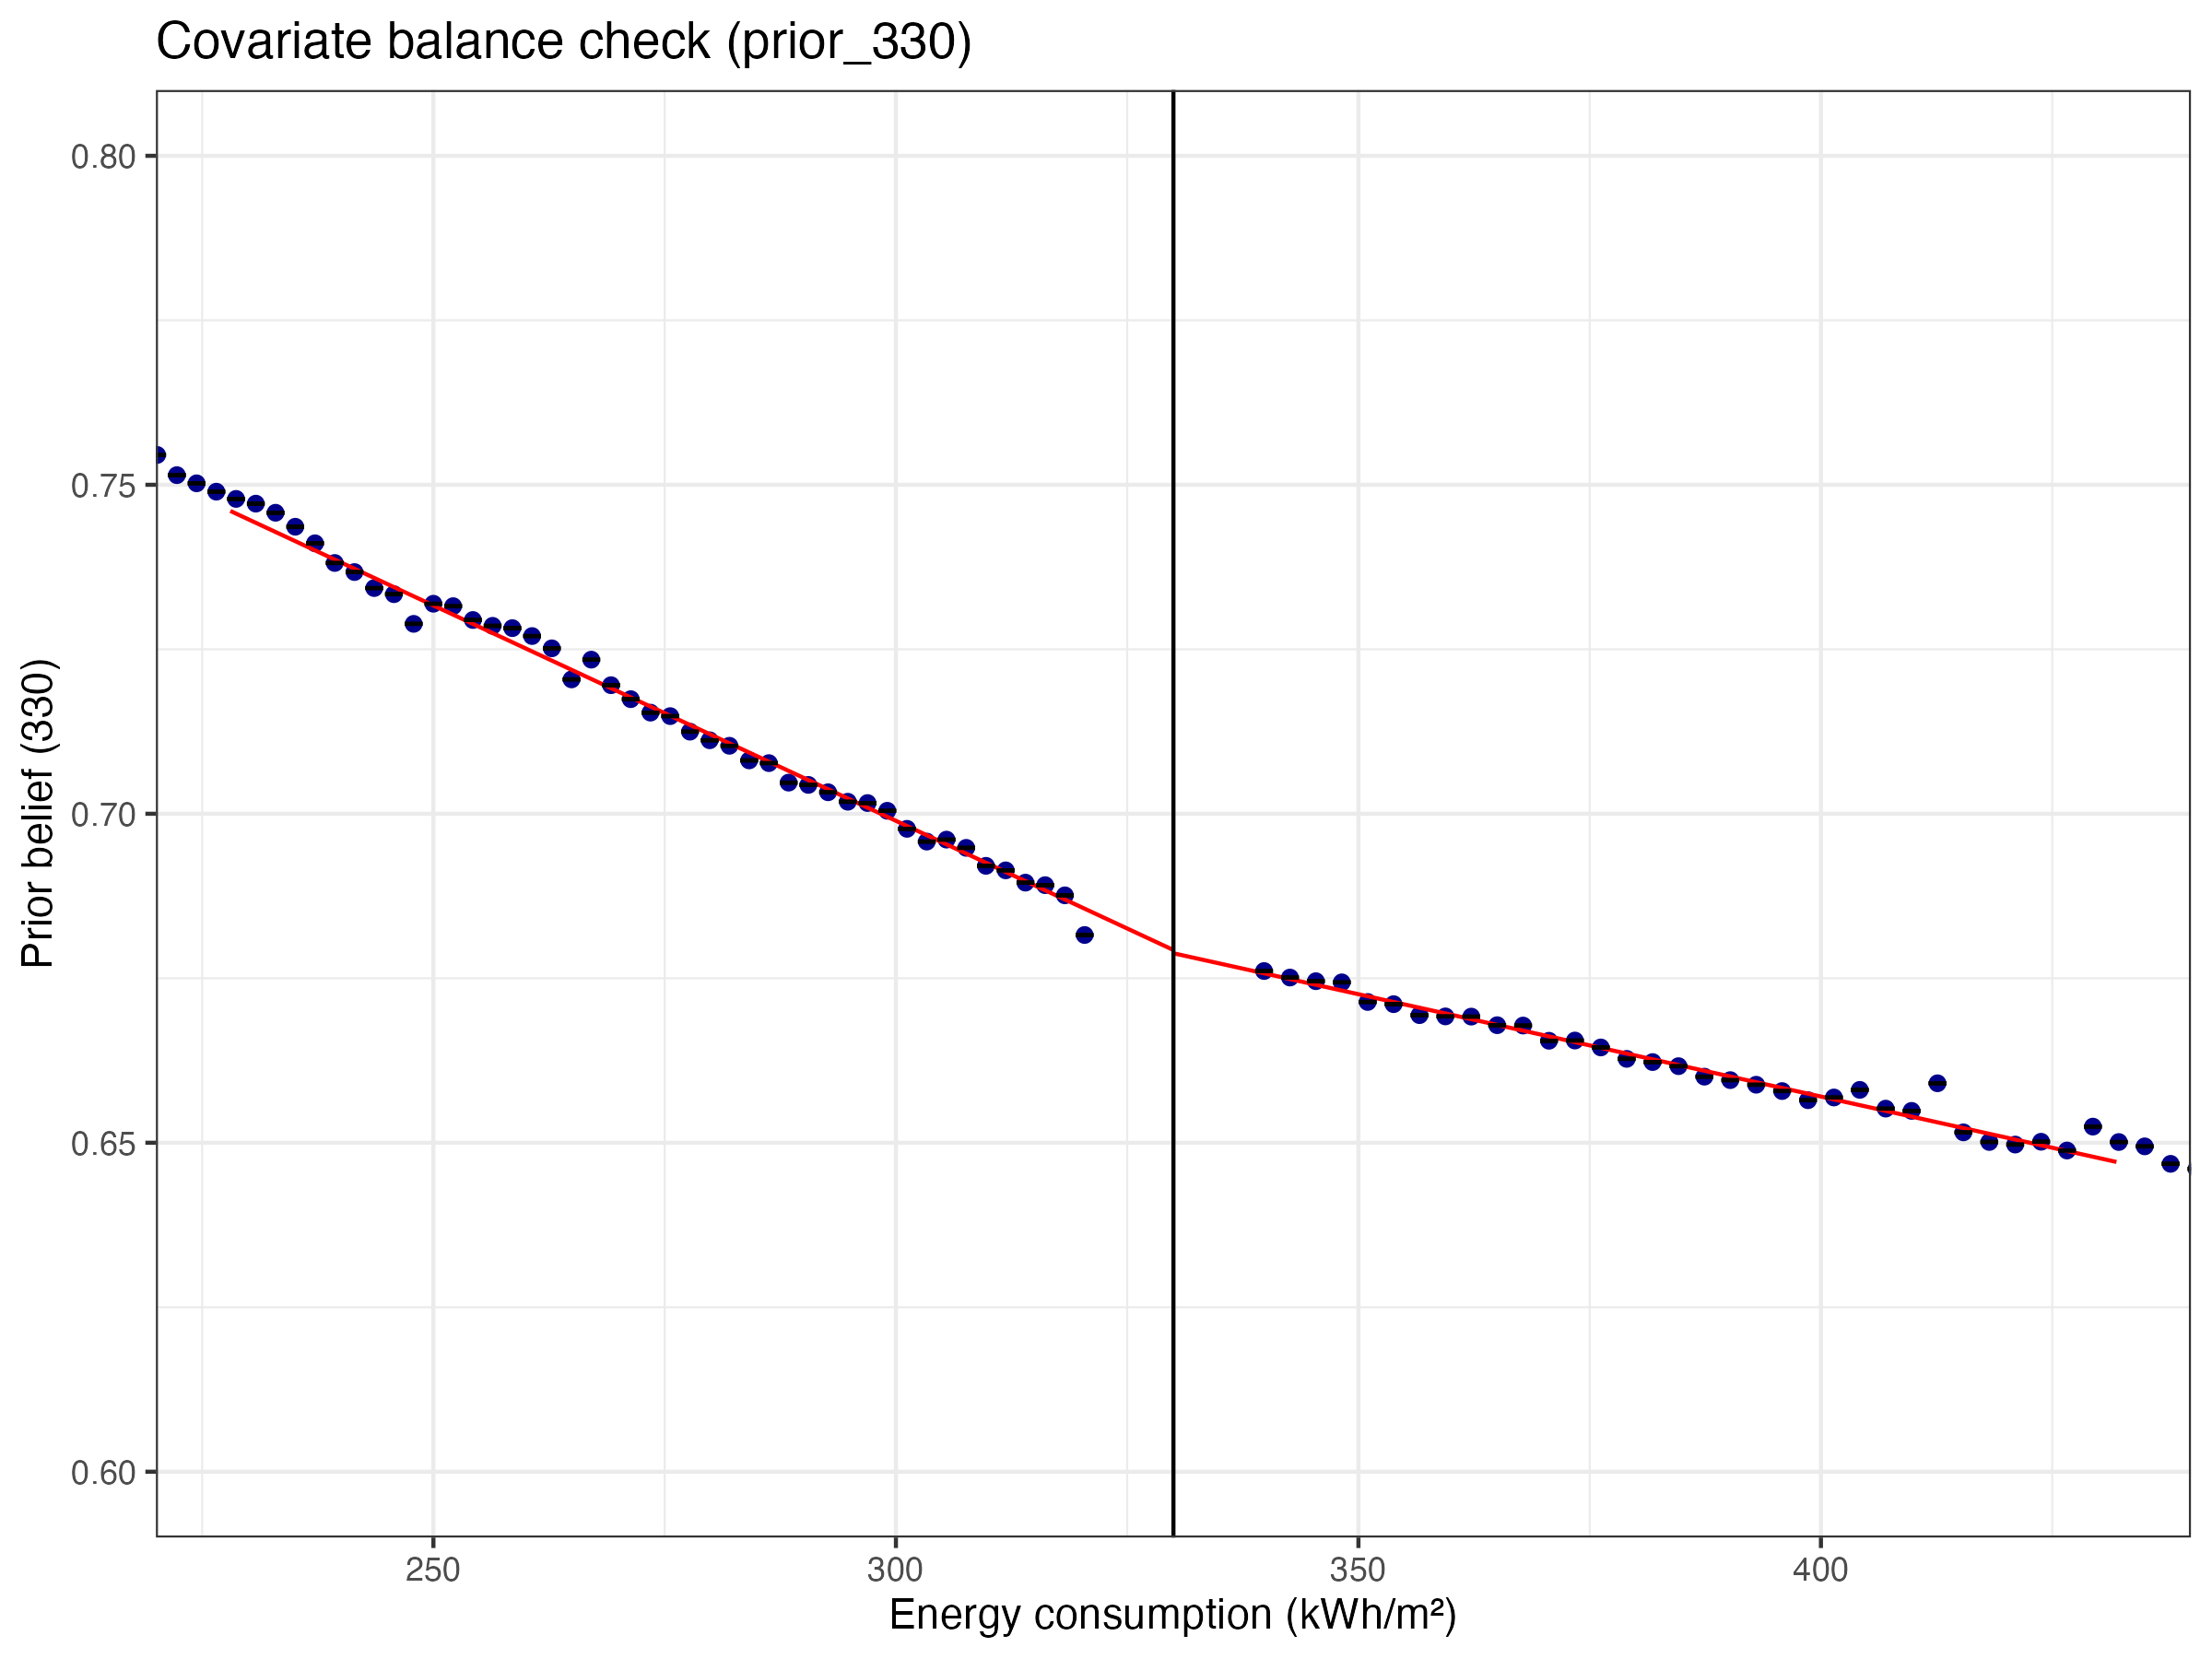 Covariate balance check (prior_330)
0.80
0.75
0.70
0.65
0.60
Prior belief (330)
250 300 350 400
Energy consumption (kWh/m²)